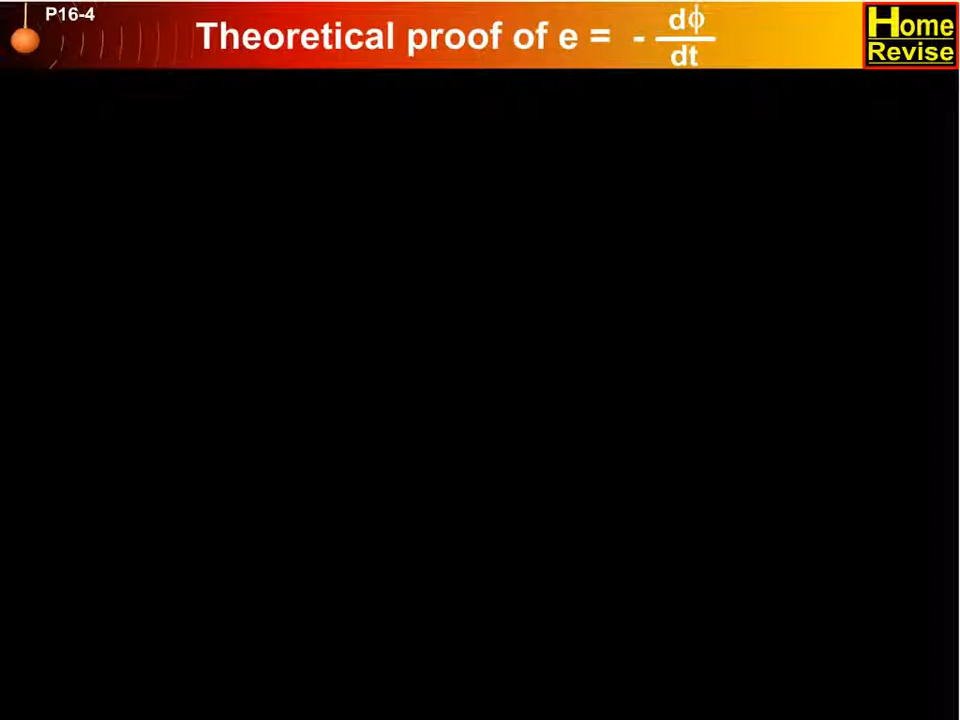 P16-4
Theoretical proof of e = - dϕ/dt
Home
Revise